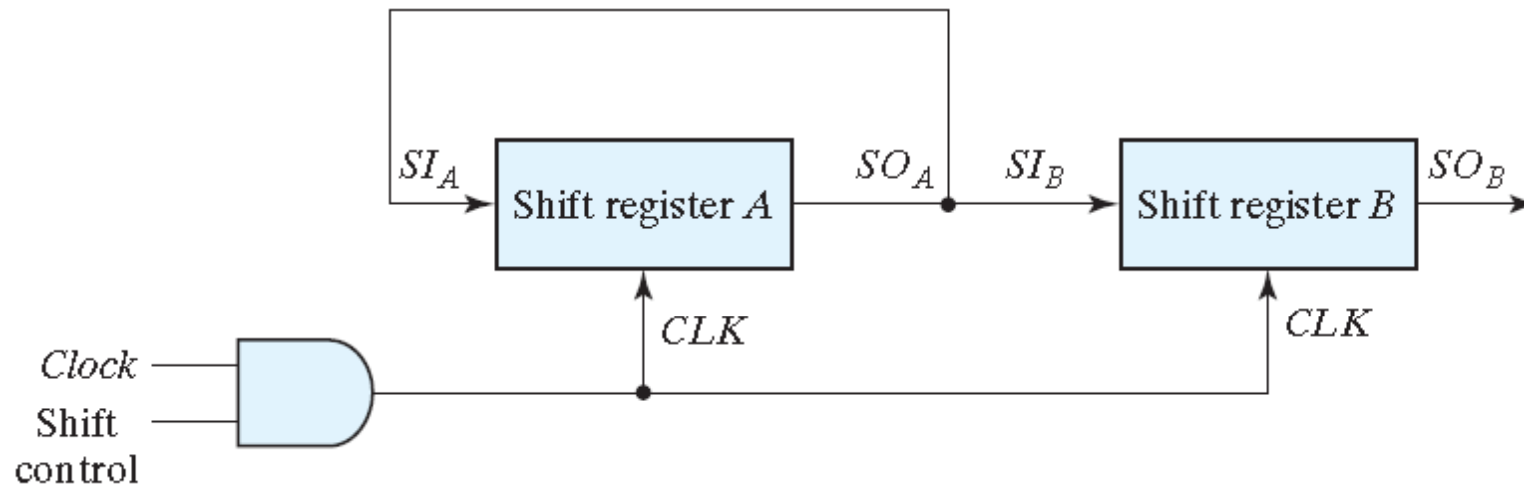 SI_A
Shift register A
SO_A
SI_B
Shift register B
SO_B
CLK
CLK
Clock
Shift
control